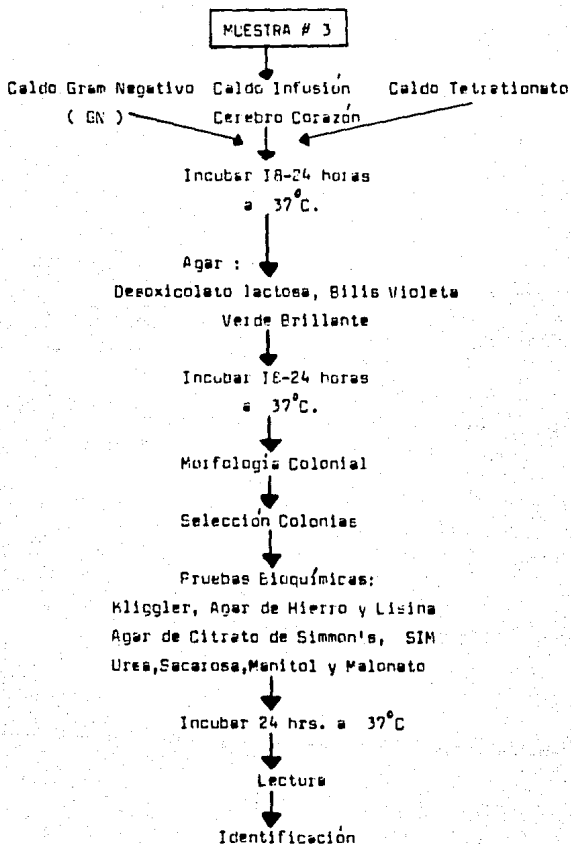 MUESTRA # 3
Caldo Gram Negativo Caldo Infusión Caldo Tetrationato
( GN ) Cerebro Corazón
Incubar 18-24 horas
a 37°C.
Agar :
Desoxicolato lactosa, Bilis Violeta
Verde Brillante
Incubar 18-24 horas
a 37°C.
Morfología Colonial
Selección Colonias
Pruebas Bioquímicas:
Kliggler, Agar de Hierro y Lisina
Agar de Citrato de Simmon's, SIM
Urea,Sacarosa,Manitol y Malonato
Incubar 24 hrs. a 37°C
Lectura
Identificación